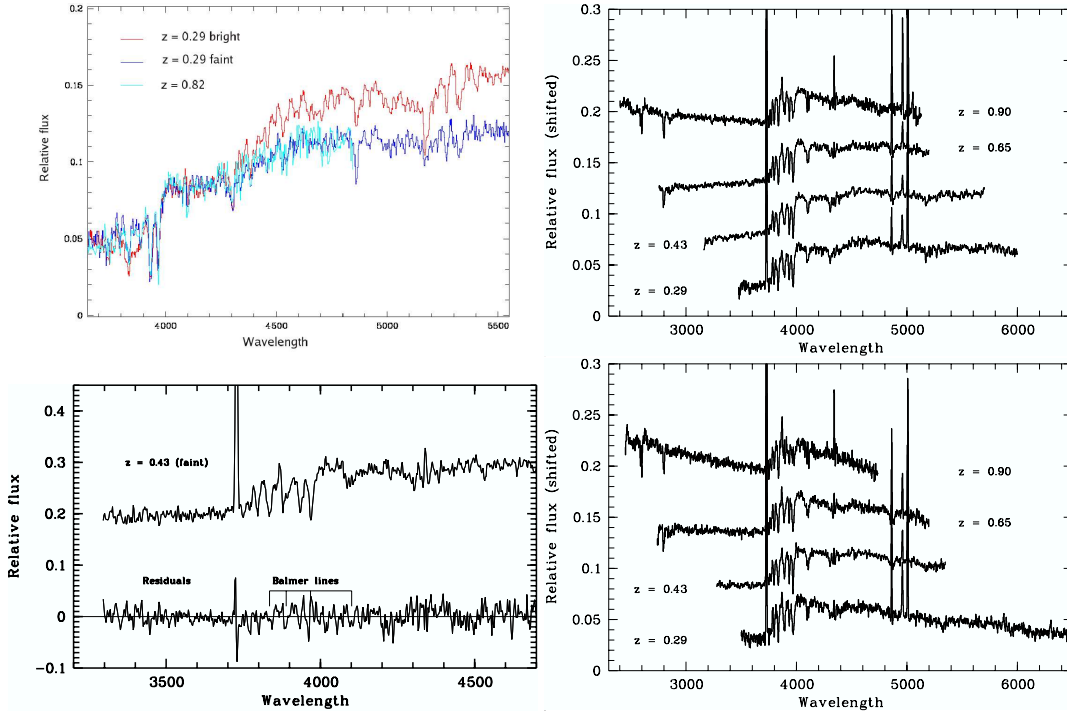 z = 0.29 bright
z = 0.29 faint
z = 0.82
0.15
0.1
0.05
0
Relative flux
4000
4500
5000
5500
Wavelength
0.3
0.25
0.2
0.15
0.1
0.05
0
Relative flux (shifted)
z = 0.90
z = 0.65
z = 0.43
z = 0.29
3000
4000
5000
6000
Wavelength
0.4
0.3
0.2
0.1
0
-0.1
Relative flux
z = 0.43 (faint)
Residuals
Balmer lines
3500
4000
4500
Wavelength
0.3
0.25
0.2
0.15
0.1
0.05
0
Relative flux (shifted)
z = 0.90
z = 0.65
z = 0.43
z = 0.29
3000
4000
5000
6000
Wavelength